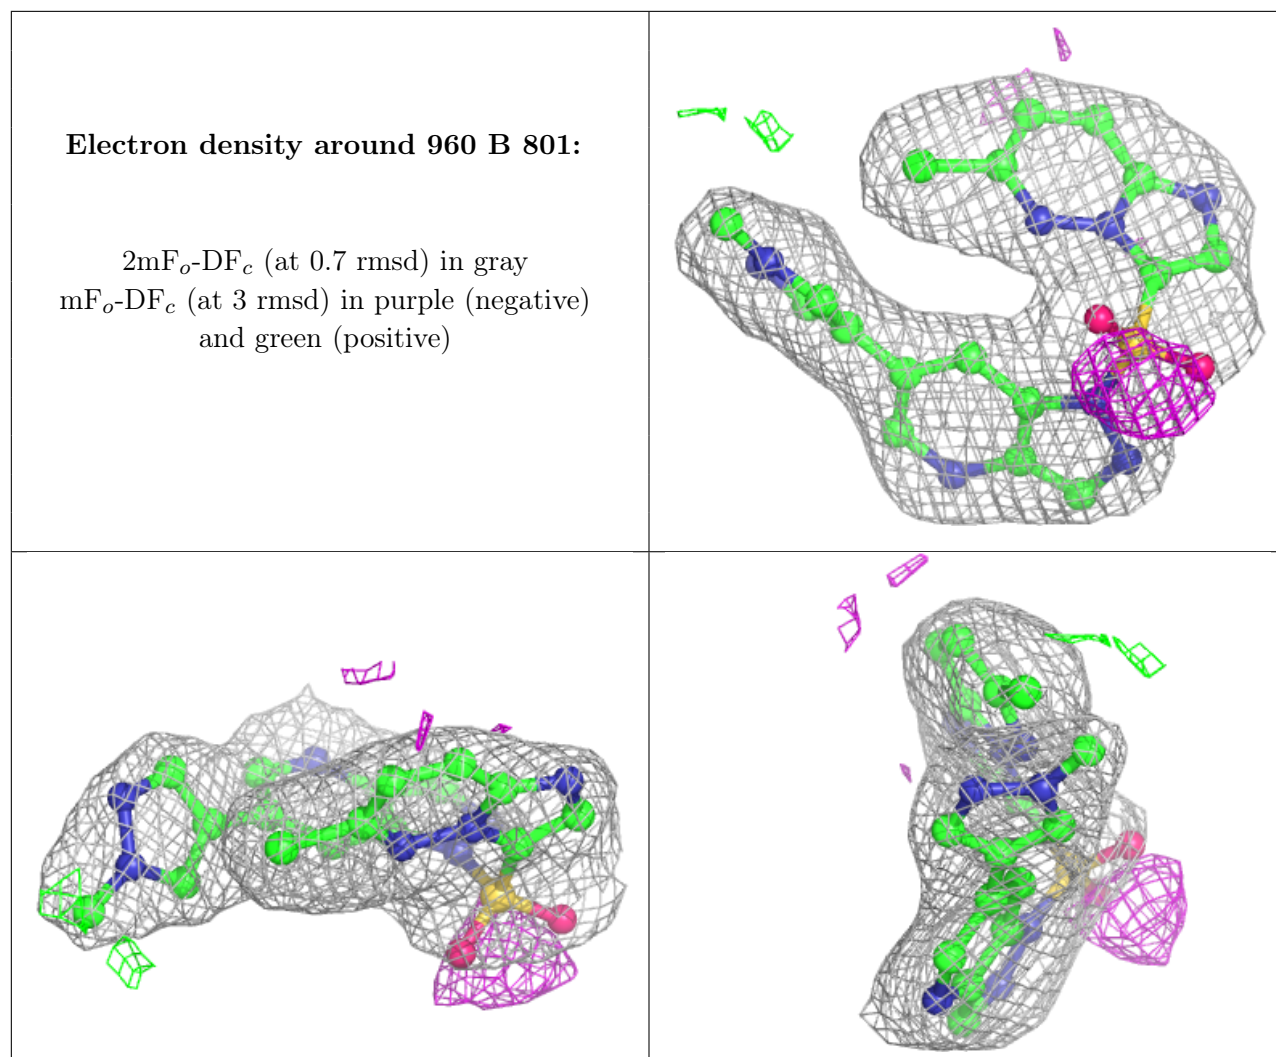 Electron density around 960 B 801:
2mFo-DFc (at 0.7 rmsd) in gray
mFo-DFc (at 3 rmsd) in purple (negative)
and green (positive)